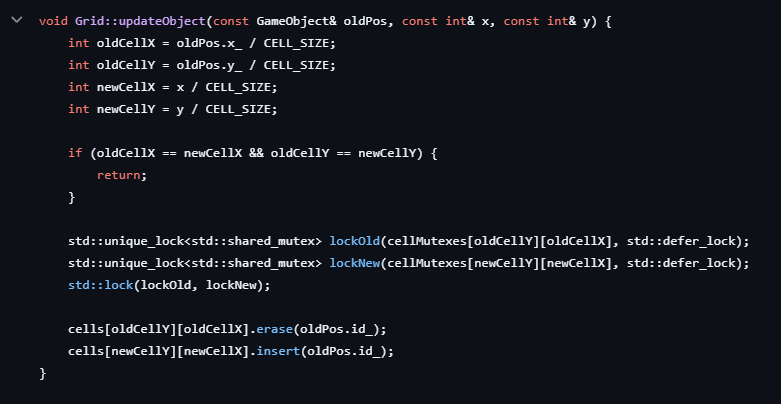 void Grid::updateObject(const GameObject& oldPos, const int& x, const int& y) {
    int oldCellX = oldPos.x_ / CELL_SIZE;
    int oldCellY = oldPos.y_ / CELL_SIZE;
    int newCellX = x / CELL_SIZE;
    int newCellY = y / CELL_SIZE;

    if (oldCellX == newCellX && oldCellY == newCellY) {
        return;
    }

    std::unique_lock<std::shared_mutex> lockOld(cellMutexes[oldCellY][oldCellX], std::defer_lock);
    std::unique_lock<std::shared_mutex> lockNew(cellMutexes[newCellY][newCellX], std::defer_lock);
    std::lock(lockOld, lockNew);

    cells[oldCellY][oldCellX].erase(oldPos.id_);
    cells[newCellY][newCellX].insert(oldPos.id_);
}